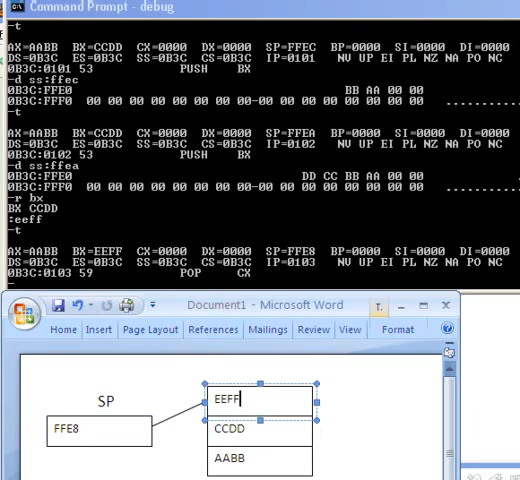 Command Prompt - debug
-t
AX=AABB BX=CCDD CX=0000 DX=0000 SP=FFEC BP=0000 SI=0000 DI=0000
DS=0B3C ES=0B3C SS=0B3C CS=0B3C IP=0101 NV UP EI PL NZ NA PO NC
0B3C:0101 53 PUSH BX
-d ss:ffec
0B3C:FFE0 BB AA 00 00
0B3C:FFF0 00 00 00 00 00 00 00 00-00 00 00 00 00 00 00 00 ..........
-t
AX=AABB BX=CCDD CX=0000 DX=0000 SP=FFEA BP=0000 SI=0000 DI=0000
DS=0B3C ES=0B3C SS=0B3C CS=0B3C IP=0102 NV UP EI PL NZ NA PO NC
0B3C:0102 53 PUSH BX
-d ss:ffea
0B3C:FFE0 DD CC BB AA 00 00
0B3C:FFF0 00 00 00 00 00 00 00 00-00 00 00 00 00 00 00 00 ..........
-r bx
BX CCDD
:eeff
-t
AX=AABB BX=EEFF CX=0000 DX=0000 SP=FFE8 BP=0000 SI=0000 DI=0000
DS=0B3C ES=0B3C SS=0B3C CS=0B3C IP=0103 NV UP EI PL NZ NA PO NC
0B3C:0103 59 POP CX
-
Document1 - Microsoft Word T.
Home Insert Page Layout References Mailings Review View Format
SP EEFF
FFE8 CCDD
AABB